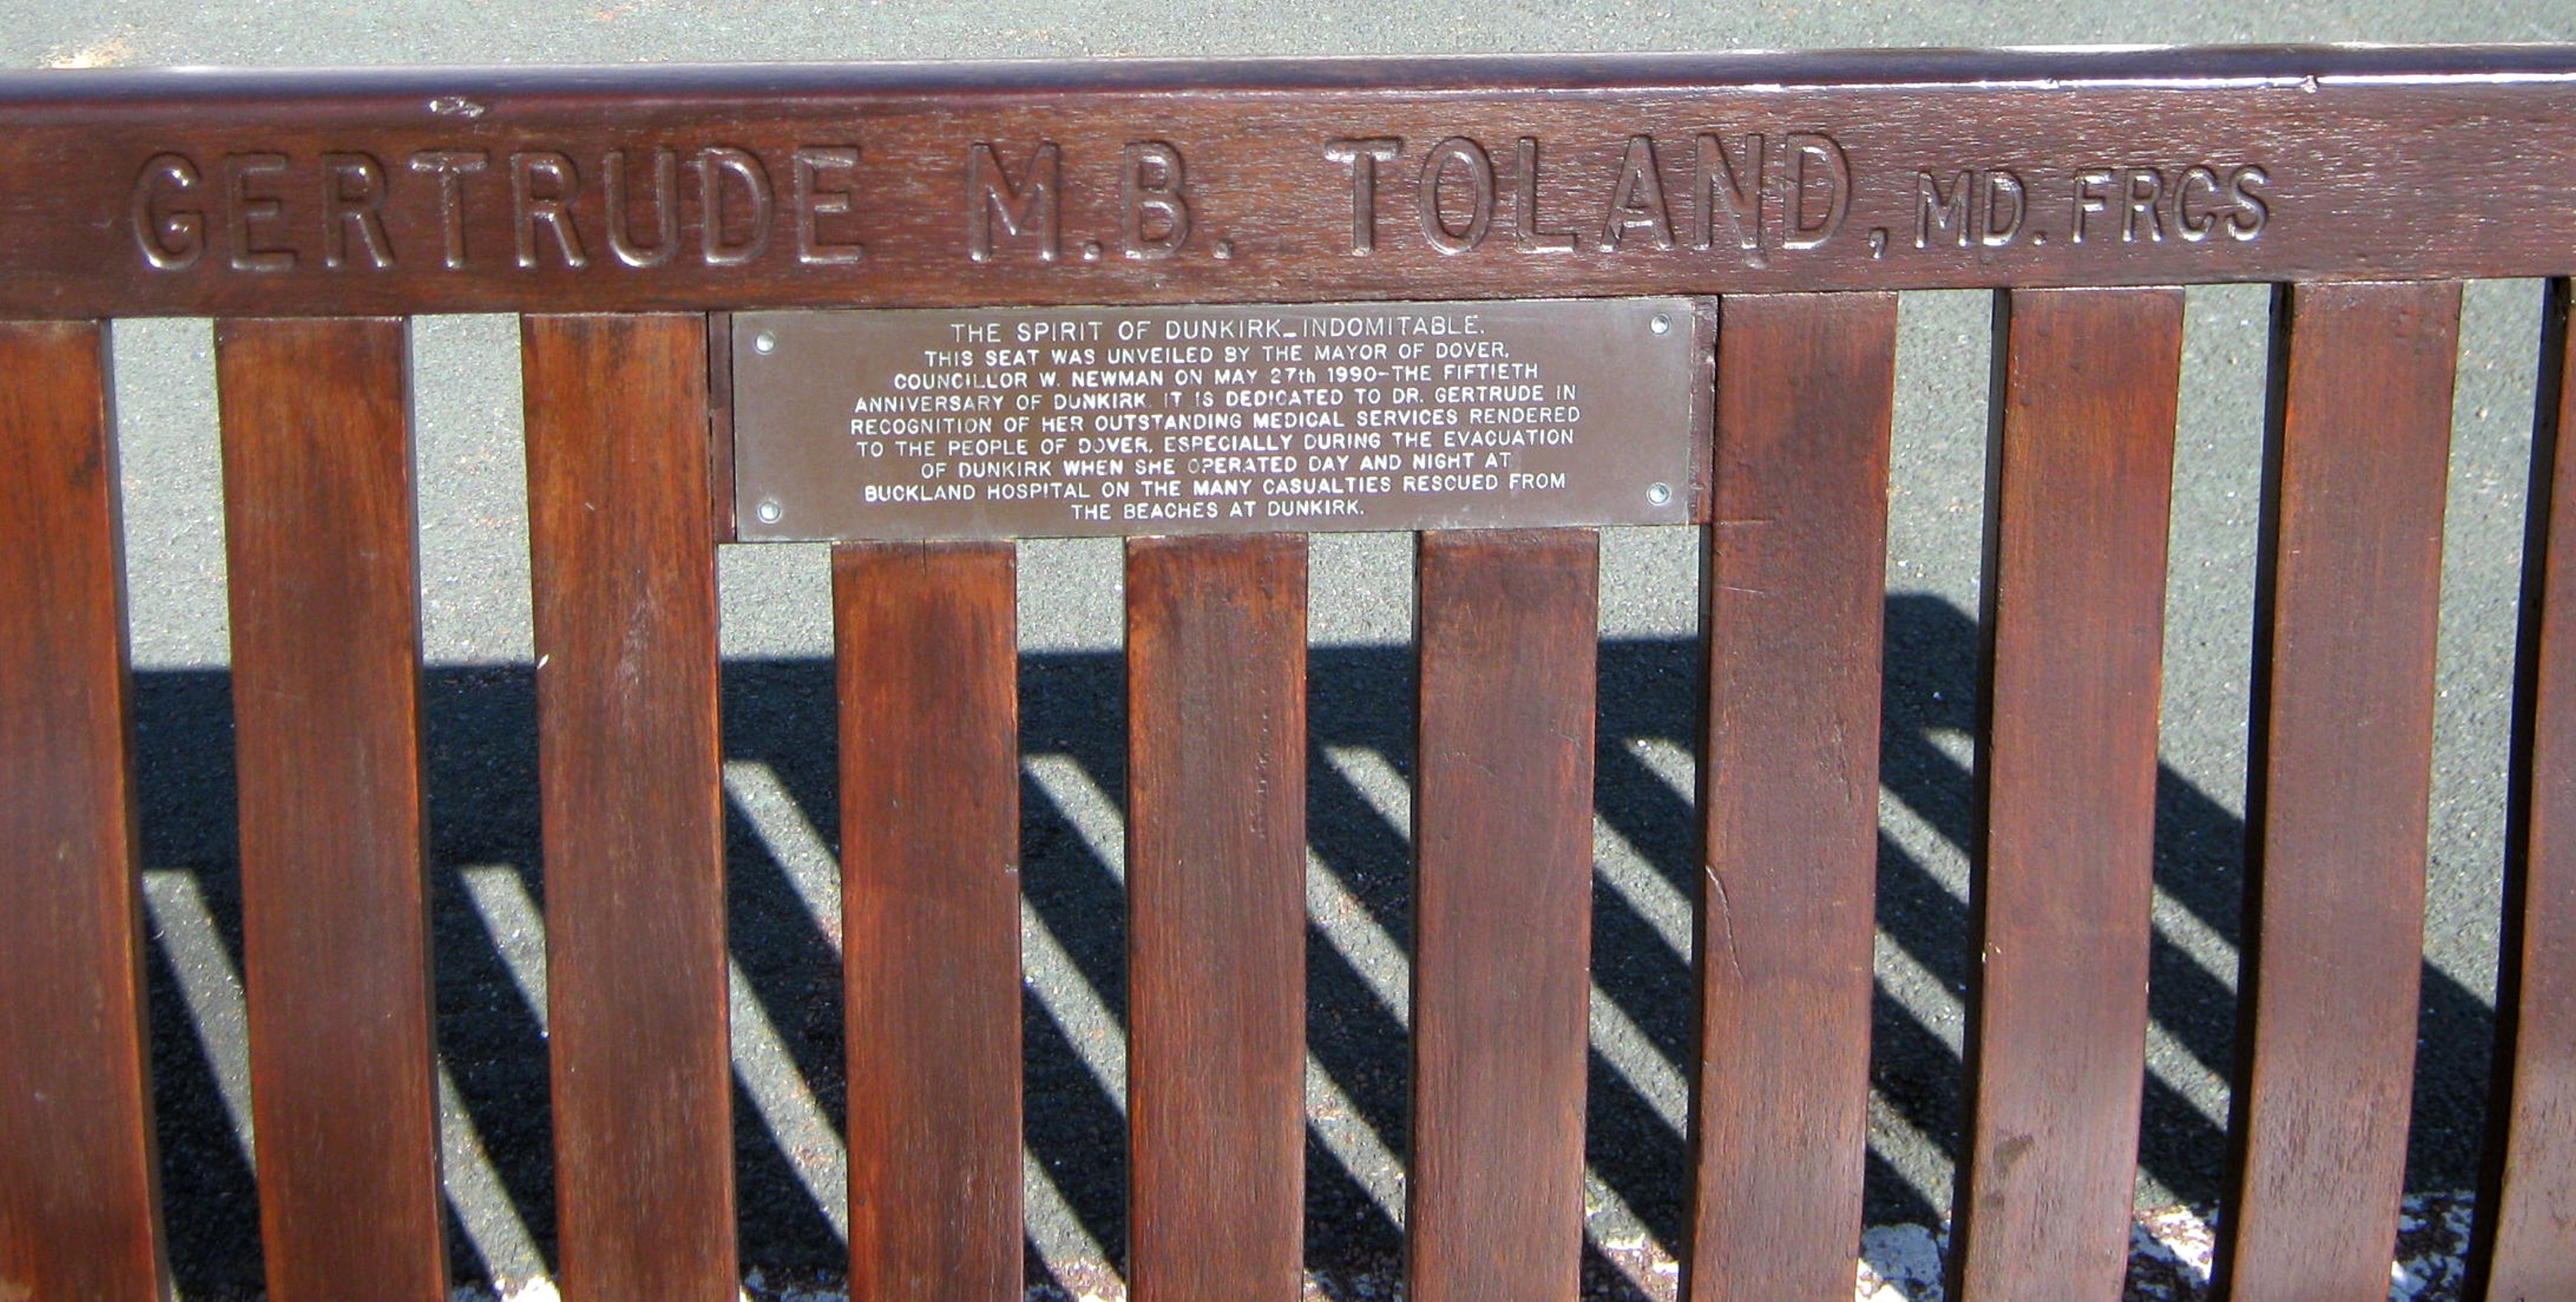 GERTRUDE M.B. TOLAND, MD. FRCS
THE SPIRIT OF DUNKIRK_INDOMITABLE.
THIS SEAT WAS UNVEILED BY THE MAYOR OF DOVER,
COUNCILLOR W. NEWMAN ON MAY 27th 1990-THE FIFTIETH
ANNIVERSARY OF DUNKIRK. IT IS DEDICATED TO DR. GERTRUDE IN
RECOGNITION OF HER OUTSTANDING MEDICAL SERVICES RENDERED
TO THE PEOPLE OF DOVER, ESPECIALLY DURING THE EVACUATION
OF DUNKIRK WHEN SHE OPERATED DAY AND NIGHT AT
BUCKLAND HOSPITAL ON THE MANY CASUALTIES RESCUED FROM
THE BEACHES AT DUNKIRK.